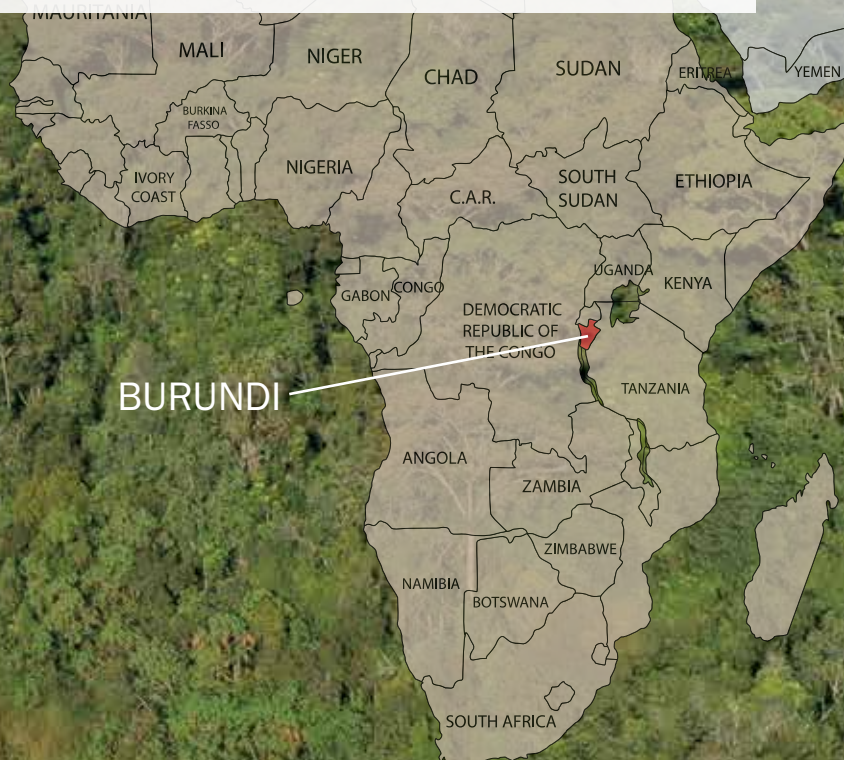 MAURITANIA
MALI
NIGER
CHAD
SUDAN
ERITREA
YEMEN
BURKINA
FASSO
IVORY
COAST
NIGERIA
C.A.R.
SOUTH
SUDAN
ETHIOPIA
UGANDA
KENYA
GABON
CONGO
DEMOCRATIC
REPUBLIC OF
THE CONGO
BURUNDI
TANZANIA
ANGOLA
ZAMBIA
ZIMBABWE
NAMIBIA
BOTSWANA
SOUTH AFRICA